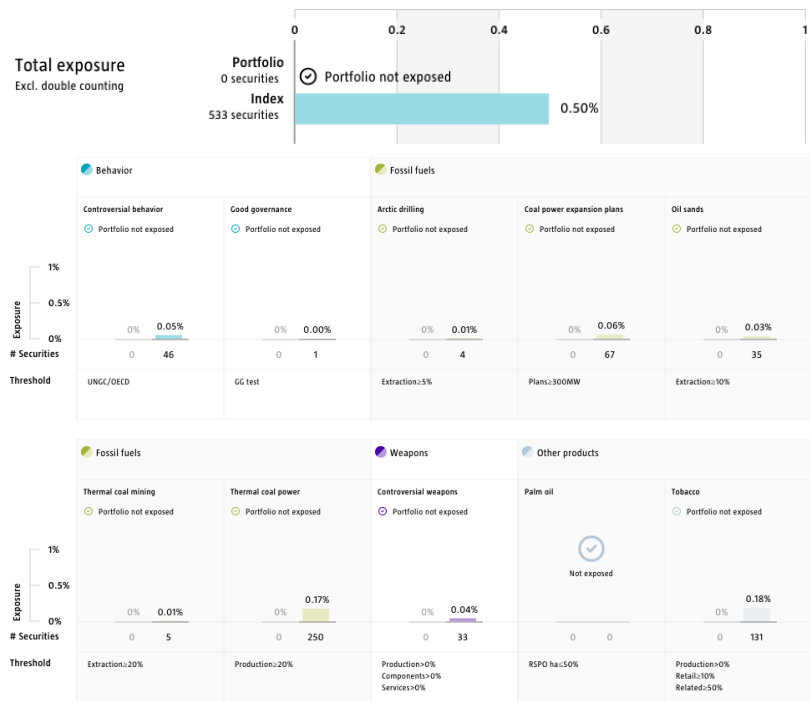 0 0.2 0.4 0.6 0.8 1
Total exposure
Excl. double counting
Portfolio
0 securities
Portfolio not exposed
Index
533 securities
0.50%
Behavior
Fossil fuels
Controversial behavior
Good governance
Arctic drilling
Coal power expansion plans
Oil sands
Portfolio not exposed
Portfolio not exposed
Portfolio not exposed
Portfolio not exposed
Portfolio not exposed
Exposure
1%
0.5%
0%
0% 0.05%
0% 0.00%
0% 0.01%
0% 0.06%
0% 0.03%
# Securities
0 46
0 1
0 4
0 67
0 35
Threshold
UNGC/OECD
GG test
Extraction≥5%
Plans≥300MW
Extraction≥10%
Fossil fuels
Weapons
Other products
Thermal coal mining
Thermal coal power
Controversial weapons
Palm oil
Tobacco
Portfolio not exposed
Portfolio not exposed
Portfolio not exposed
Not exposed
Portfolio not exposed
Exposure
1%
0.5%
0%
0% 0.01%
0% 0.17%
0% 0.04%
0% 0.18%
# Securities
0 5
0 250
0 33
0 0
0 131
Threshold
Extraction≥20%
Production≥20%
Production>0%
Components>0%
Services>0%
RSPO ha≤50%
Production>0%
Retail≥10%
Related≥50%